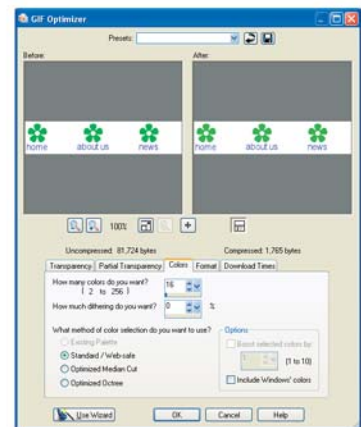 GIF Optimizer
Presets:
Before: After:
home about us news home about us news
100%
Uncompressed: 81,724 bytes Compressed: 1,765 bytes
Transparency Partial Transparency Colors Format Download Times
How many colors do you want? 16
( 2 to 256 )
How much dithering do you want? 0 %
What method of color selection do you want to use? Options
Existing Palette Boost selected colors by:
Standard / Web-safe 1 (1 to 10)
Optimized Median Cut
Optimized Octree Include Windows' colors
Use Wizard OK Cancel Help